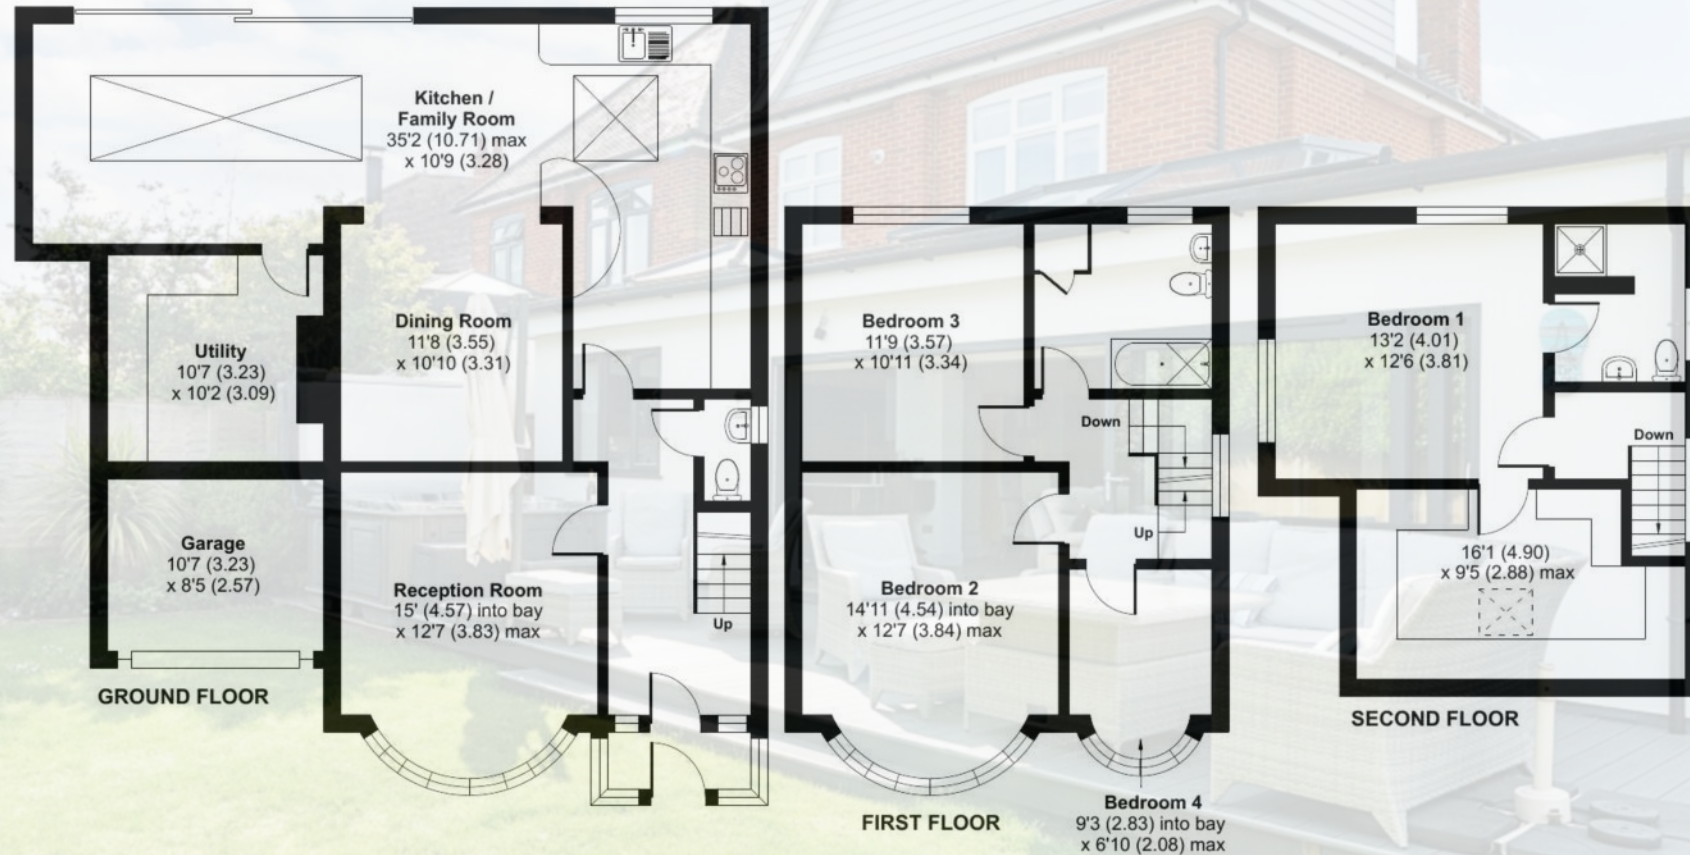 Kitchen /
Family Room
35'2 (10.71) max
x 10'9 (3.28)
Dining Room
11'8 (3.55)
x 10'10 (3.31)
Utility
10'7 (3.23)
x 10'2 (3.09)
Garage
10'7 (3.23)
x 8'5 (2.57)
Reception Room
15' (4.57) into bay
x 12'7 (3.83) max
Up
GROUND FLOOR
Bedroom 3
11'9 (3.57)
x 10'11 (3.34)
Down
Up
Bedroom 2
14'11 (4.54) into bay
x 12'7 (3.84) max
Bedroom 4
9'3 (2.83) into bay
x 6'10 (2.08) max
FIRST FLOOR
Bedroom 1
13'2 (4.01)
x 12'6 (3.81)
Down
16'1 (4.90)
x 9'5 (2.88) max
SECOND FLOOR